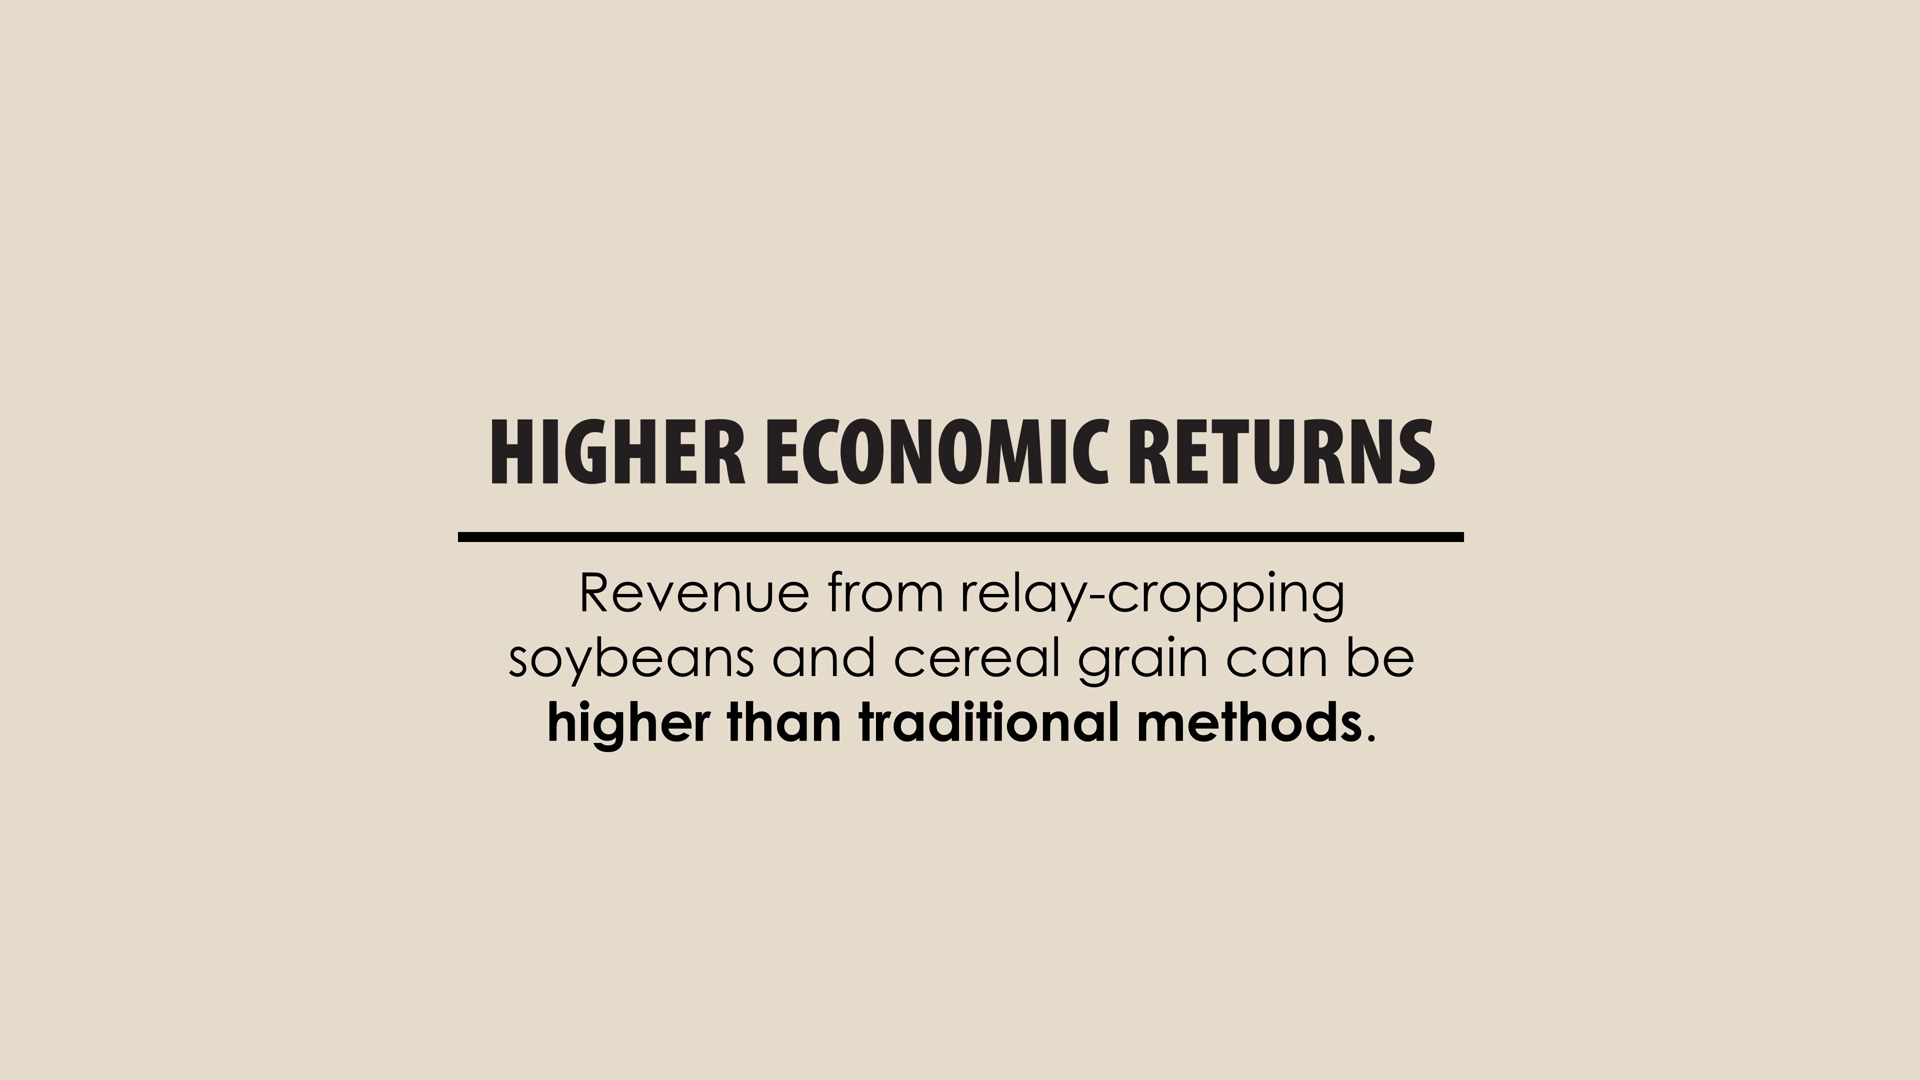 HIGHER ECONOMIC RETURNS
Revenue from relay-cropping
soybeans and cereal grain can be
higher than traditional methods.